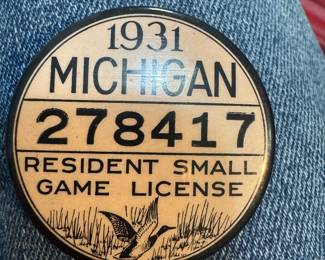 1931
MICHIGAN
278417
RESIDENT SMALL
GAME LICENSE